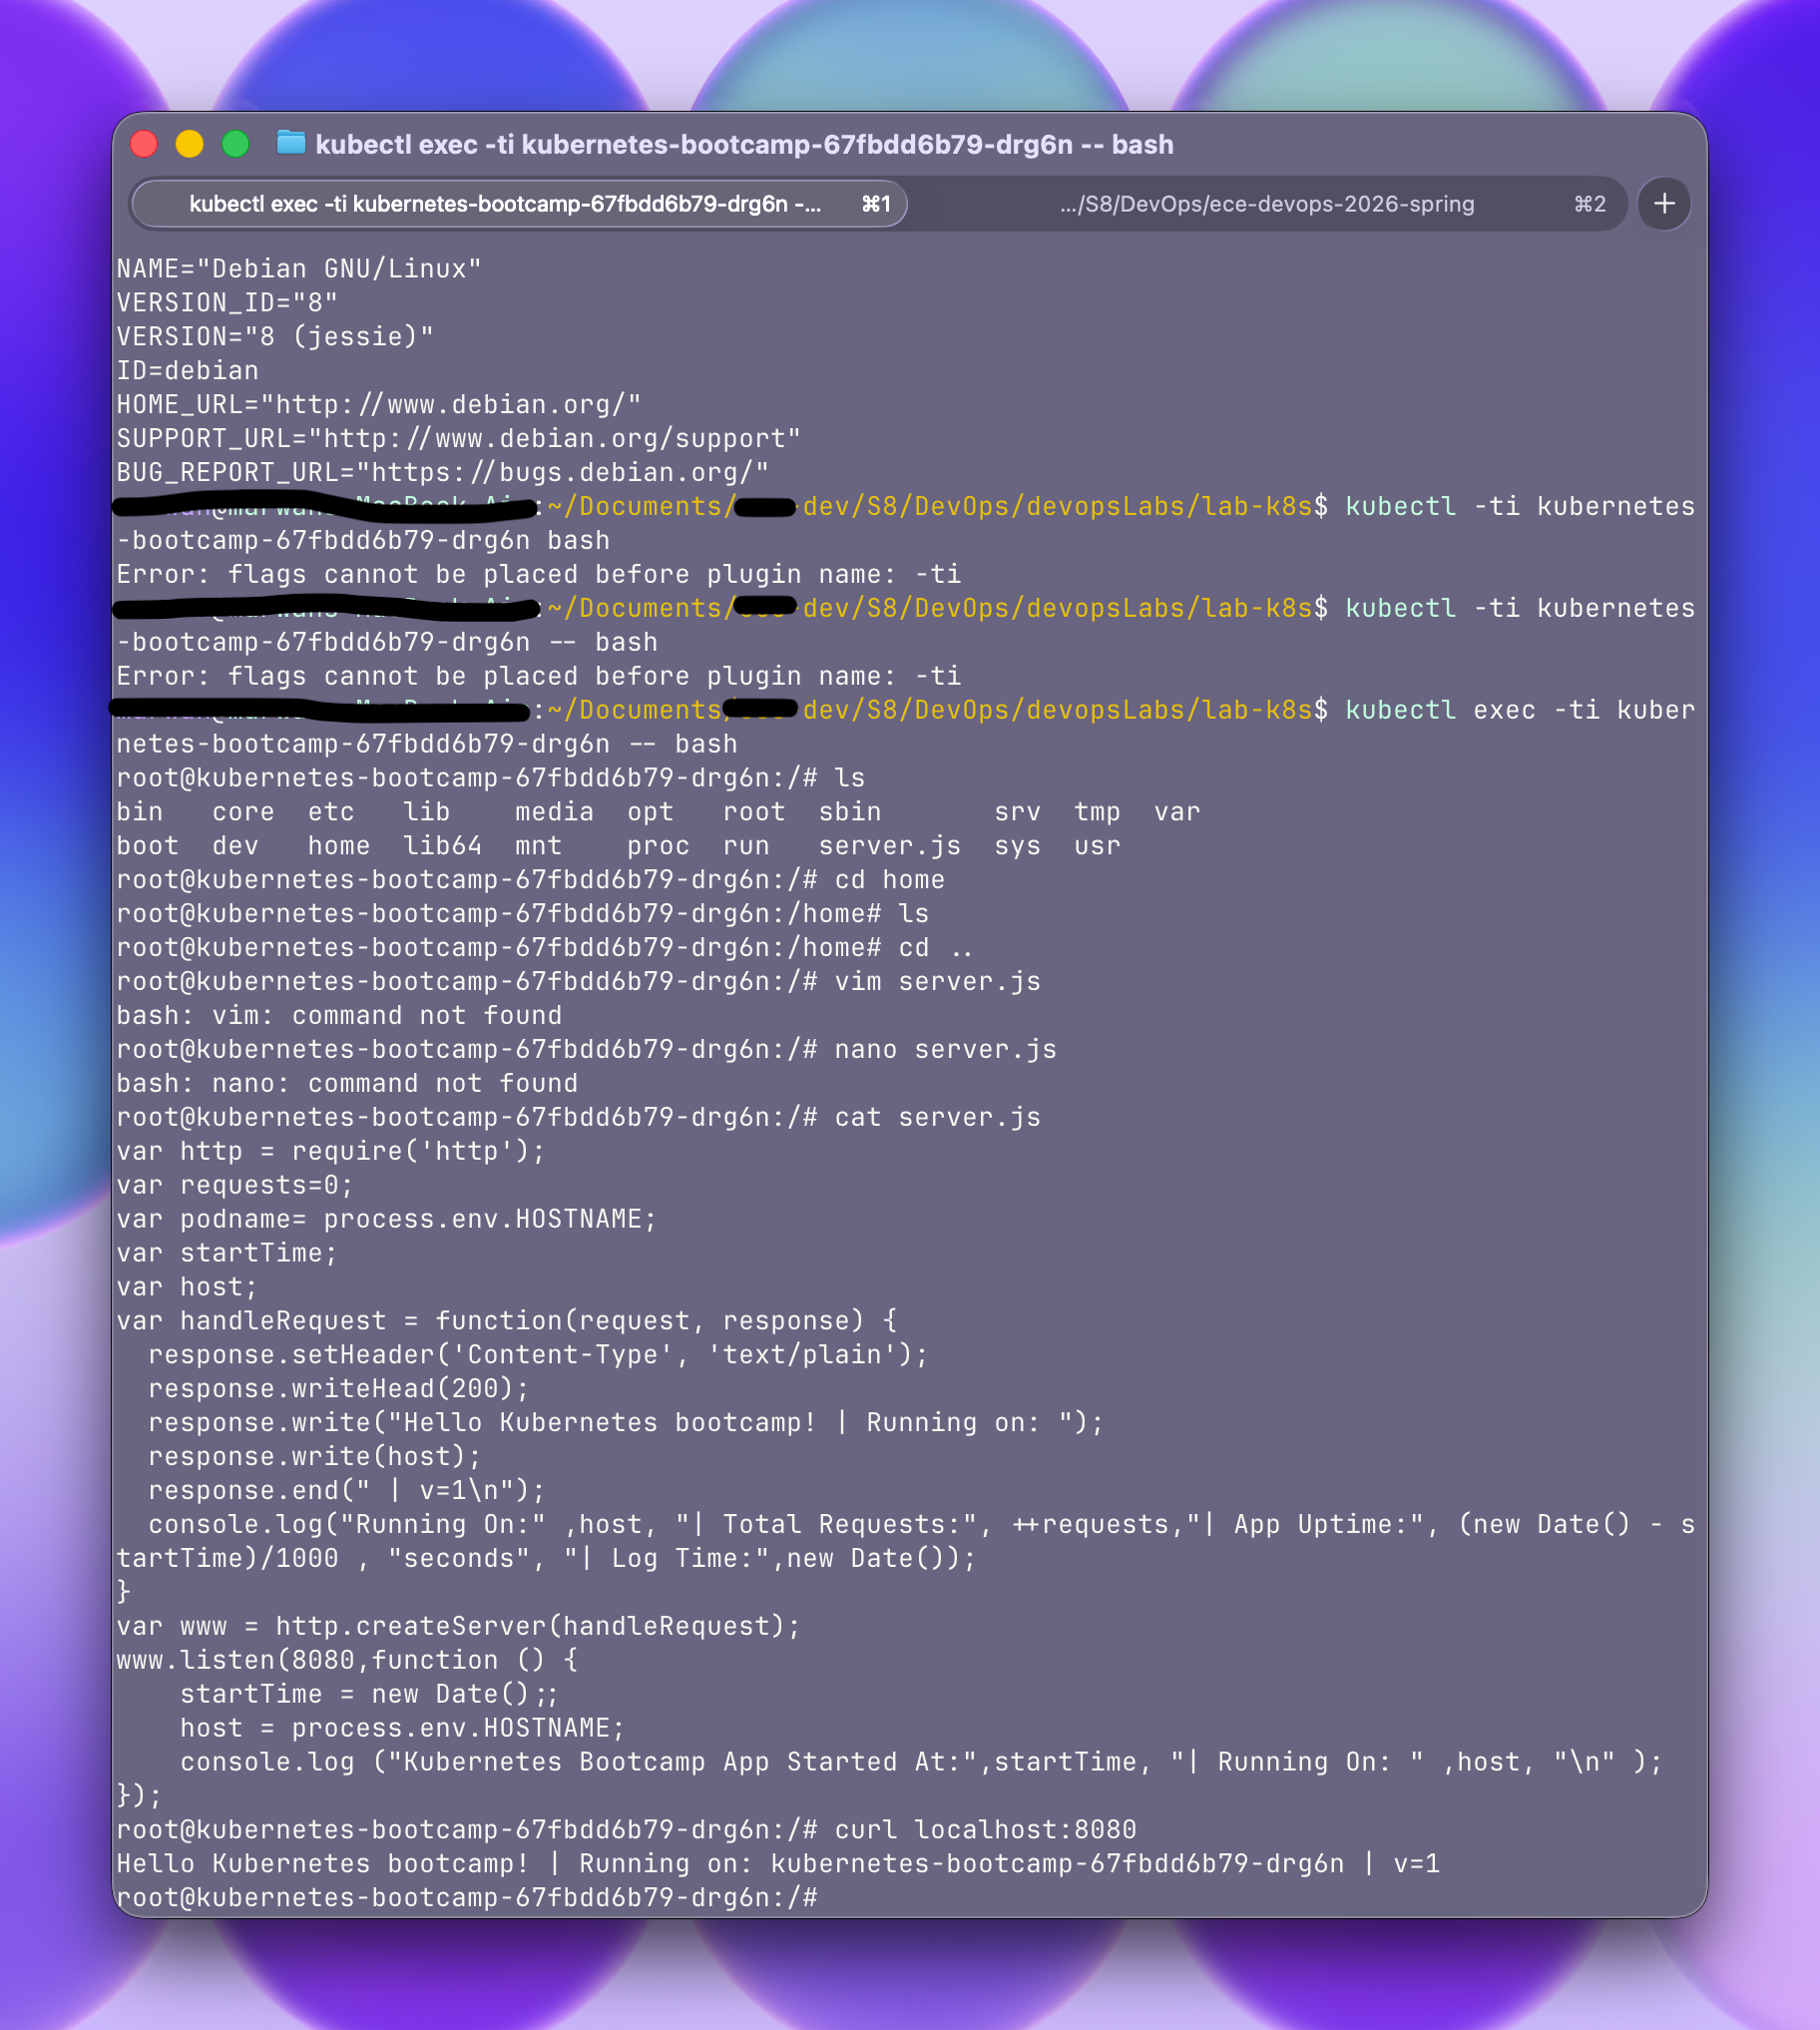 kubectl exec -ti kubernetes-bootcamp-67fbdd6b79-drg6n -- bash
kubectl exec -ti kubernetes-bootcamp-67fbdd6b79-drg6n -... ⌘1
.../S8/DevOps/ece-devops-2026-spring ⌘2 +
NAME="Debian GNU/Linux"
VERSION_ID="8"
VERSION="8 (jessie)"
ID=debian
HOME_URL="http://www.debian.org/"
SUPPORT_URL="http://www.debian.org/support"
BUG_REPORT_URL="https://bugs.debian.org/"
:~/Documents/ -dev/S8/DevOps/devopsLabs/lab-k8s$ kubectl -ti kubernetes
-bootcamp-67fbdd6b79-drg6n bash
Error: flags cannot be placed before plugin name: -ti
:~/Documents/ -dev/S8/DevOps/devopsLabs/lab-k8s$ kubectl -ti kubernetes
-bootcamp-67fbdd6b79-drg6n -- bash
Error: flags cannot be placed before plugin name: -ti
:~/Documents/ dev/S8/DevOps/devopsLabs/lab-k8s$ kubectl exec -ti kuber
netes-bootcamp-67fbdd6b79-drg6n -- bash
root@kubernetes-bootcamp-67fbdd6b79-drg6n:/# ls
bin core etc lib media opt root sbin srv tmp var
boot dev home lib64 mnt proc run server.js sys usr
root@kubernetes-bootcamp-67fbdd6b79-drg6n:/# cd home
root@kubernetes-bootcamp-67fbdd6b79-drg6n:/home# ls
root@kubernetes-bootcamp-67fbdd6b79-drg6n:/home# cd ..
root@kubernetes-bootcamp-67fbdd6b79-drg6n:/# vim server.js
bash: vim: command not found
root@kubernetes-bootcamp-67fbdd6b79-drg6n:/# nano server.js
bash: nano: command not found
root@kubernetes-bootcamp-67fbdd6b79-drg6n:/# cat server.js
var http = require('http');
var requests=0;
var podname= process.env.HOSTNAME;
var startTime;
var host;
var handleRequest = function(request, response) {
  response.setHeader('Content-Type', 'text/plain');
  response.writeHead(200);
  response.write("Hello Kubernetes bootcamp! | Running on: ");
  response.write(host);
  response.end(" | v=1\n");
  console.log("Running On:" ,host, "| Total Requests:", ++requests,"| App Uptime:", (new Date() - s
tartTime)/1000 , "seconds", "| Log Time:",new Date());
}
var www = http.createServer(handleRequest);
www.listen(8080,function () {
    startTime = new Date();;
    host = process.env.HOSTNAME;
    console.log ("Kubernetes Bootcamp App Started At:",startTime, "| Running On: " ,host, "\n" );
});
root@kubernetes-bootcamp-67fbdd6b79-drg6n:/# curl localhost:8080
Hello Kubernetes bootcamp! | Running on: kubernetes-bootcamp-67fbdd6b79-drg6n | v=1
root@kubernetes-bootcamp-67fbdd6b79-drg6n:/#